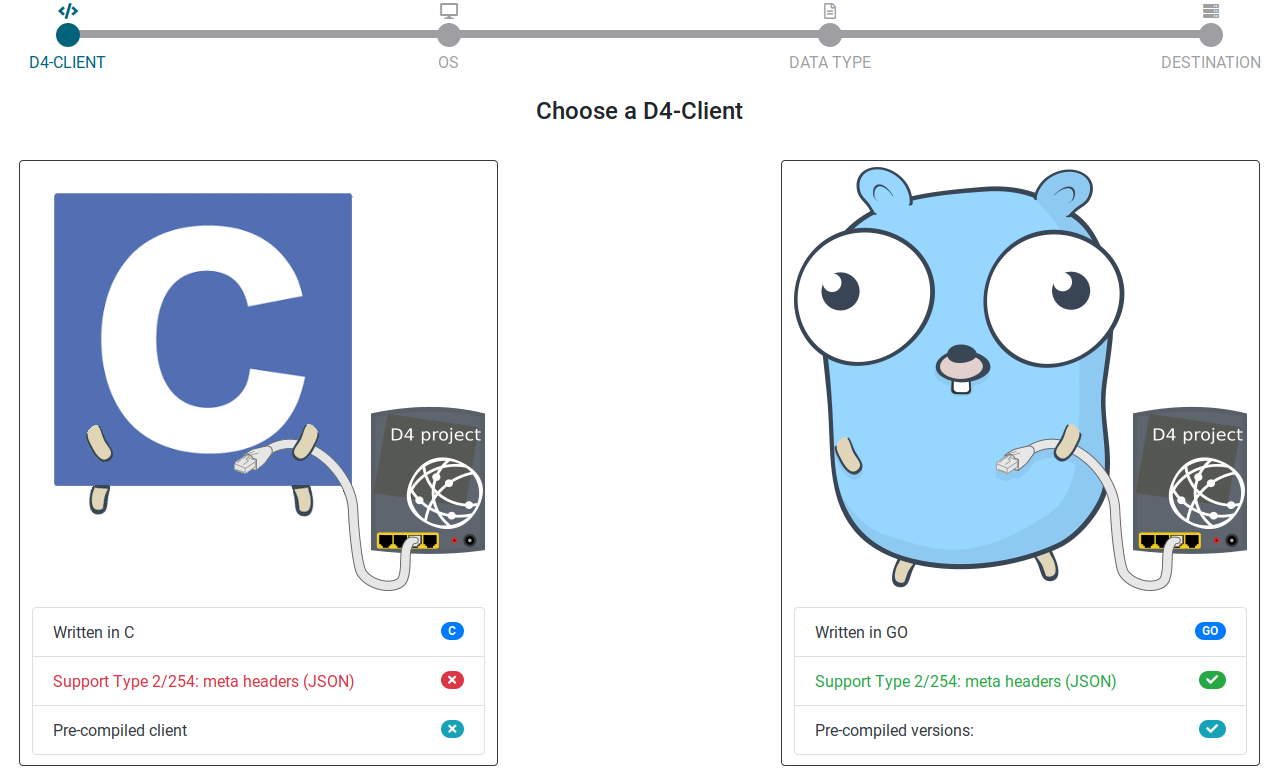 D4-CLIENT
OS
DATA TYPE
DESTINATION
Choose a D4-Client
C
D4 project
Written in C
C
Support Type 2/254: meta headers (JSON)
Pre-compiled client
D4 project
Written in GO
GO
Support Type 2/254: meta headers (JSON)
Pre-compiled versions: